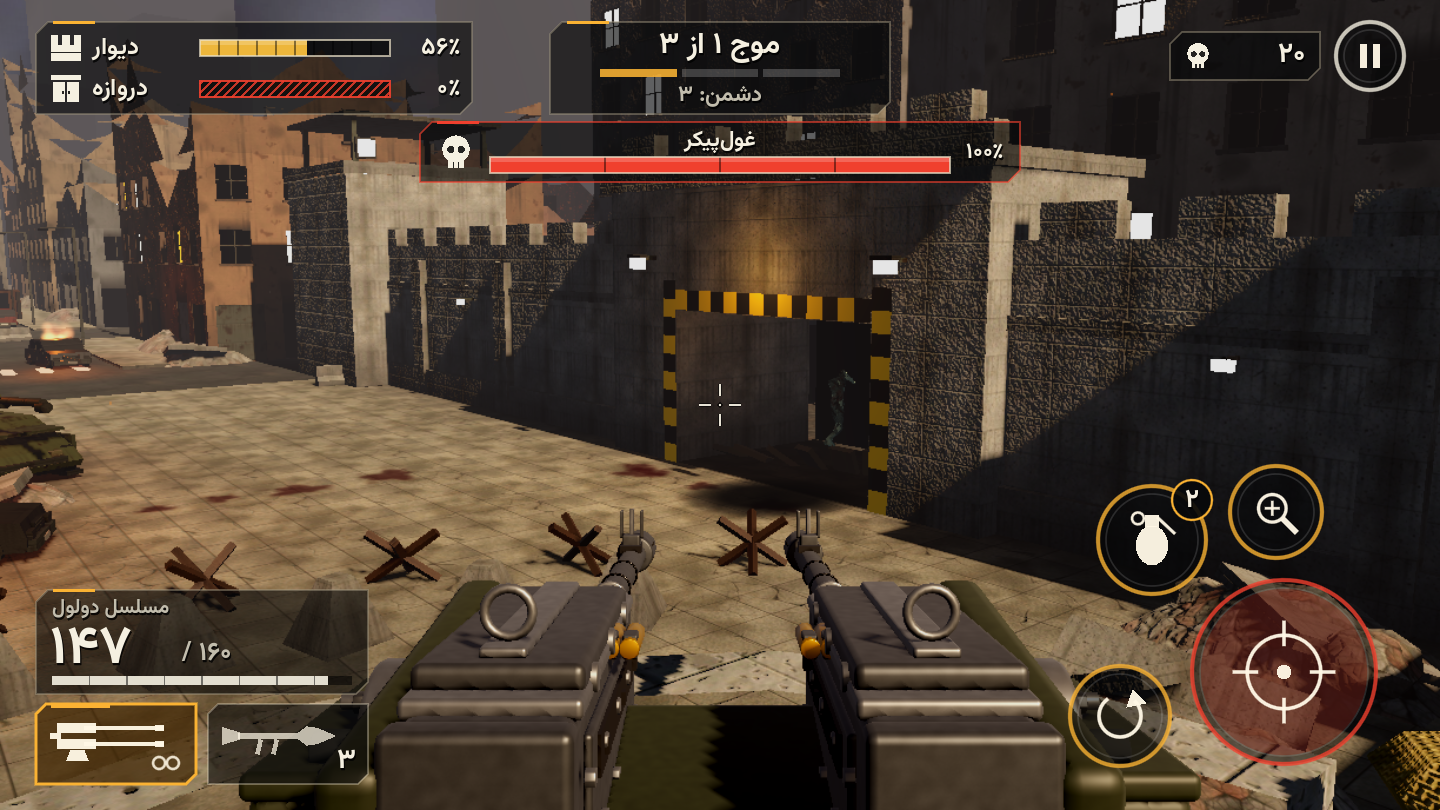 دیوار ۵۶٪
دروازه ۰٪
موج ۱ از ۳
دشمن: ۳
۲۰
غول‌پیکر
۱۰۰٪
۲
مسلسل دولول
۱۴۷ / ۱۶۰
∞
۳